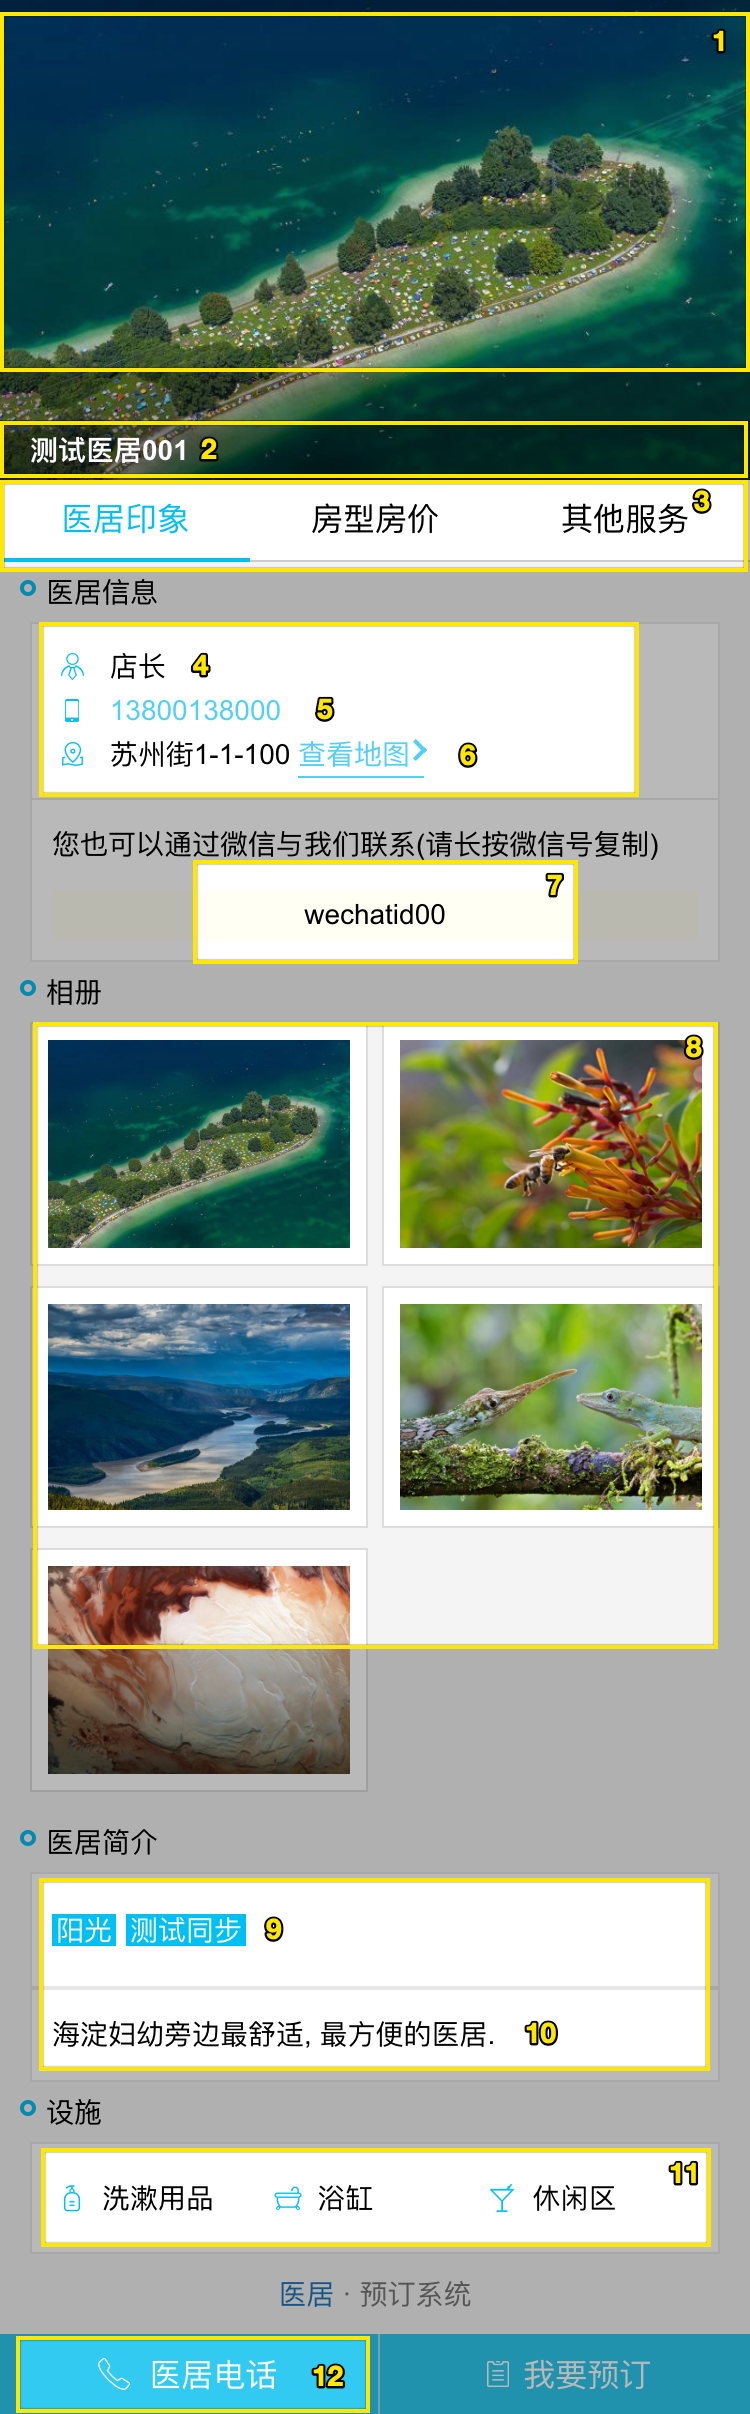 1
测试医居001 2
医居印象 房型房价 其他服务 3
医居信息
店长 4
13800138000 5
苏州街1-1-100 查看地图 6
您也可以通过微信与我们联系(请长按微信号复制)
7
wechatid00
相册
8
医居简介
阳光 测试同步 9
海淀妇幼旁边最舒适, 最方便的医居. 10
设施
11
洗漱用品 浴缸 休闲区
医居 · 预订系统
医居电话 12 我要预订